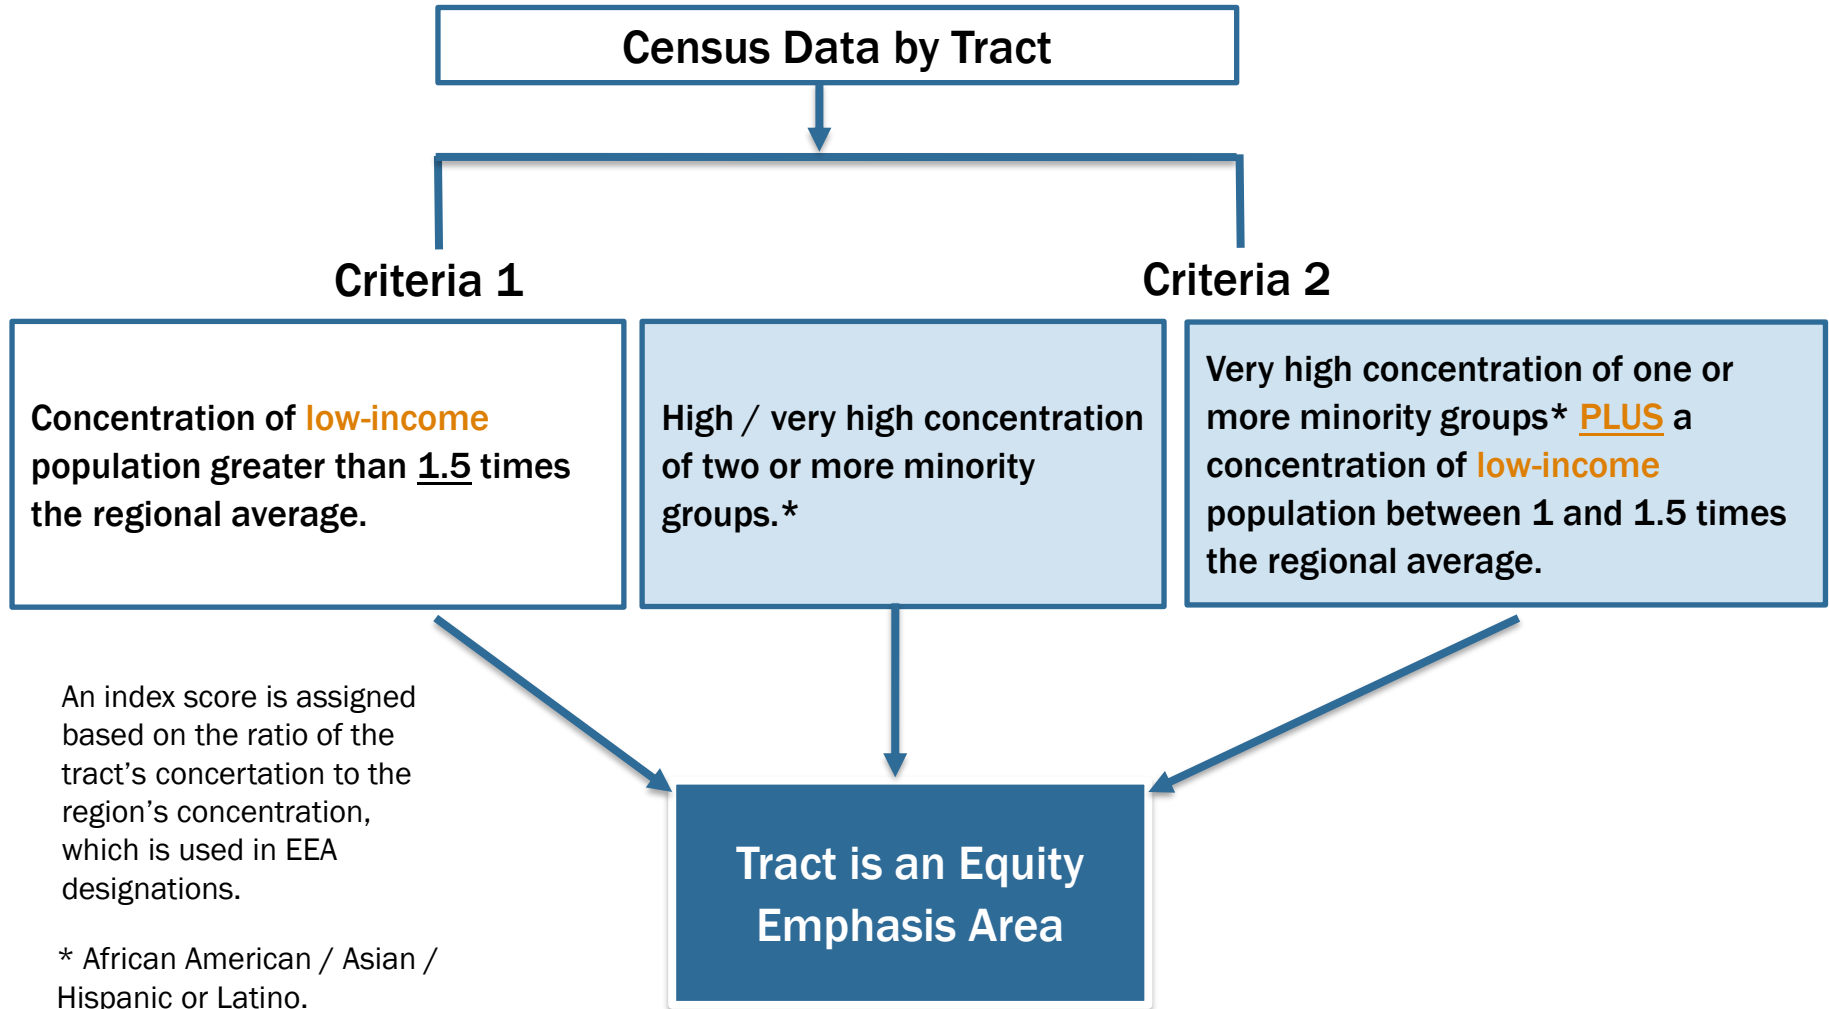 Census Data by Tract
Criteria 1
Criteria 2
Concentration of low-income
population greater than 1.5 times
the regional average.
High / very high concentration
of two or more minority
groups.*
Very high concentration of one or
more minority groups* PLUS a
concentration of low-income
population between 1 and 1.5 times
the regional average.
An index score is assigned
based on the ratio of the
tract’s concertation to the
region’s concentration,
which is used in EEA
designations.
* African American / Asian /
Hispanic or Latino.
Tract is an Equity
Emphasis Area